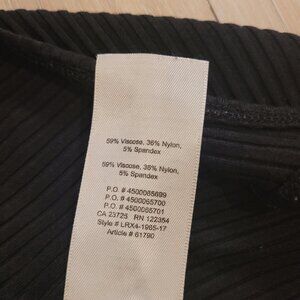 59% Viscose, 36% Nylon,
5% Spandex
59% Viscose, 36% Nylon,
5% Spandex
P.O. # 4500065699
P.O. # 4500065700
P.O. # 4500065701
CA 23725 RN 122354
Style # LRX4-1965-17
Article # 61790